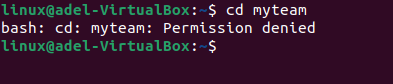 linux@adel-VirtualBox:~$ cd myteam
bash: cd: myteam: Permission denied
linux@adel-VirtualBox:~$